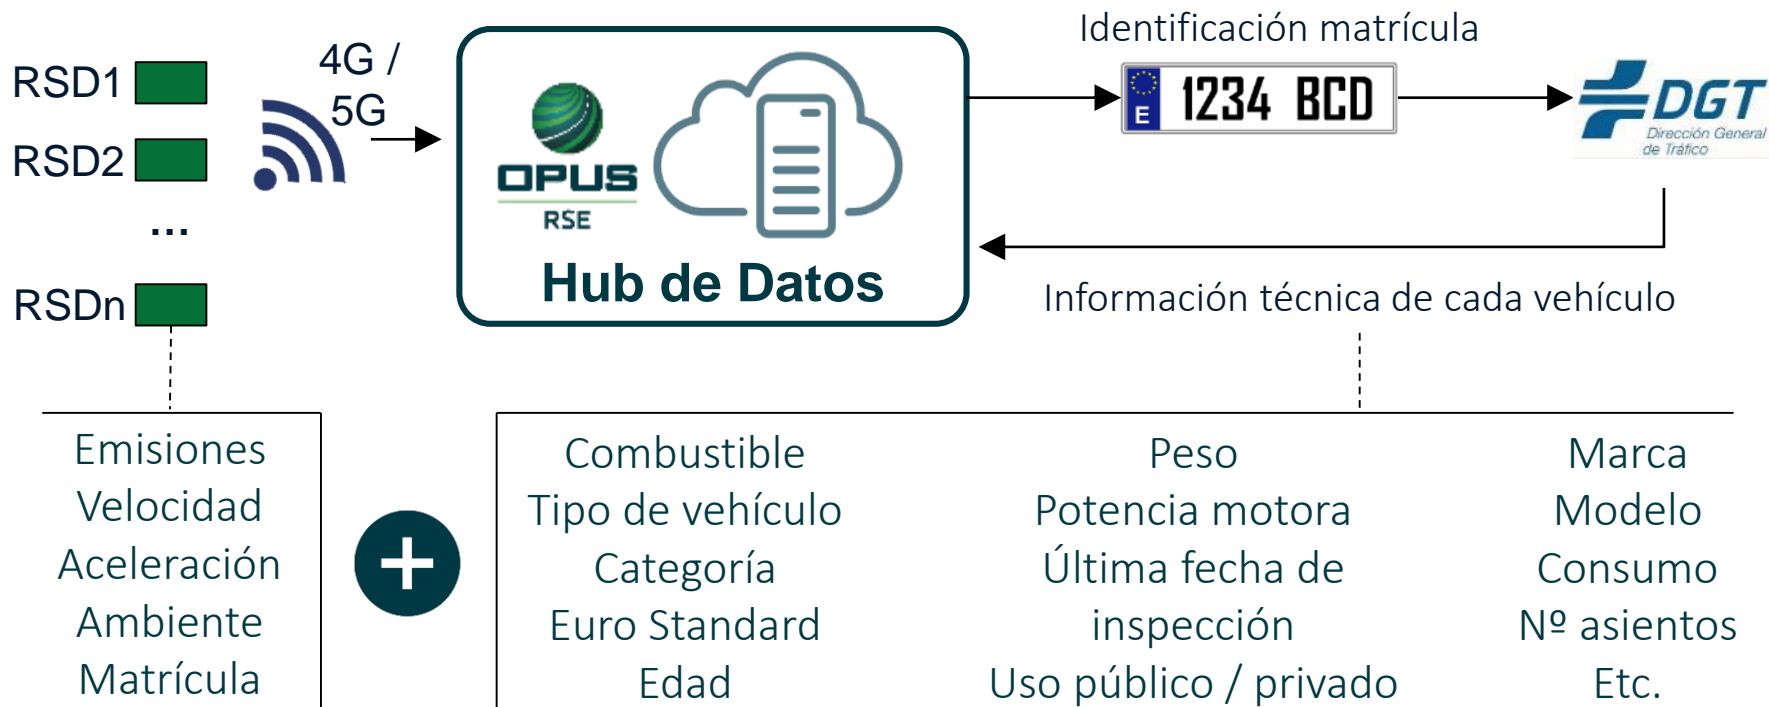 RSD1
RSD2
...
RSDn
4G /
5G
OPUS
RSE
Hub de Datos
Identificación matrícula
E
1234 BCD
DGT
Dirección General
de Tráfico
Información técnica de cada vehículo
Emisiones
Velocidad
Aceleración
Ambiente
Matrícula
+
Combustible
Tipo de vehículo
Categoría
Euro Standard
Edad
Peso
Potencia motora
Última fecha de
inspección
Uso público / privado
Marca
Modelo
Consumo
Nº asientos
Etc.